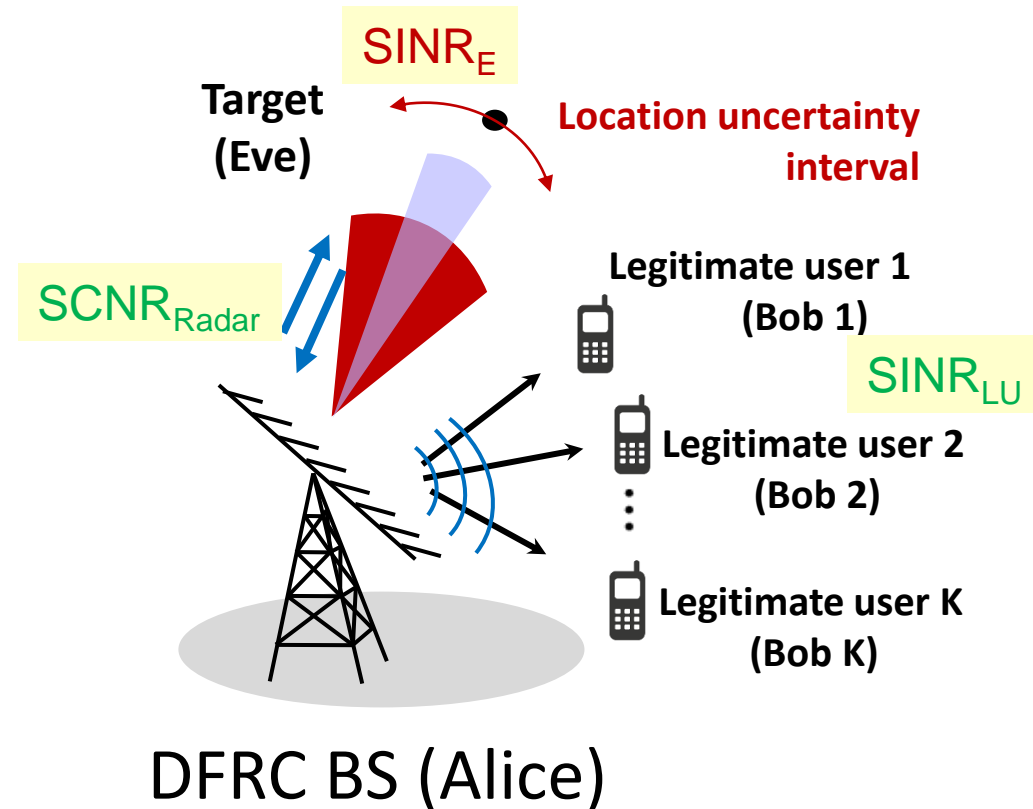 SINR_E
Target
(Eve)
Location uncertainty
interval
SCNR_Radar
Legitimate user 1
(Bob 1)
SINR_LU
Legitimate user 2
(Bob 2)
Legitimate user K
(Bob K)
DFRC BS (Alice)